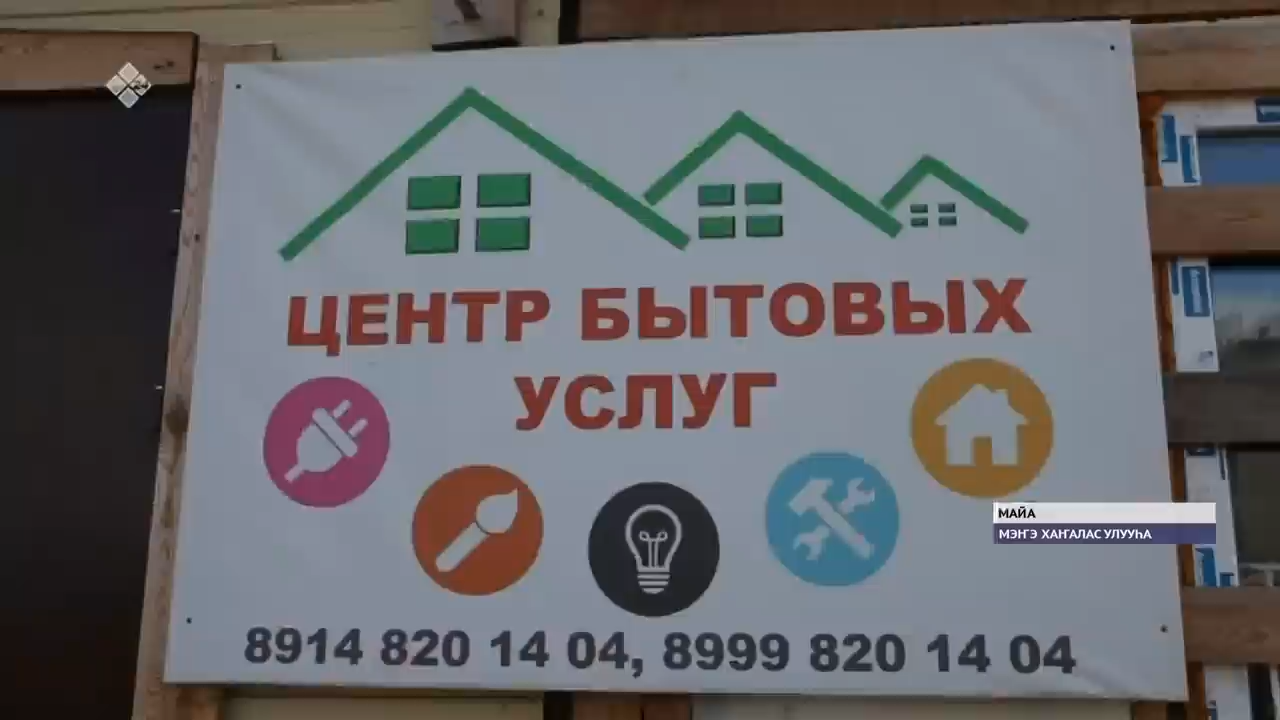 ЦЕНТР БЫТОВЫХ
УСЛУГ
МАЙА
МЭҤЭ ХАҤАЛАС УЛУУҺА
8914 820 14 04, 8999 820 14 04